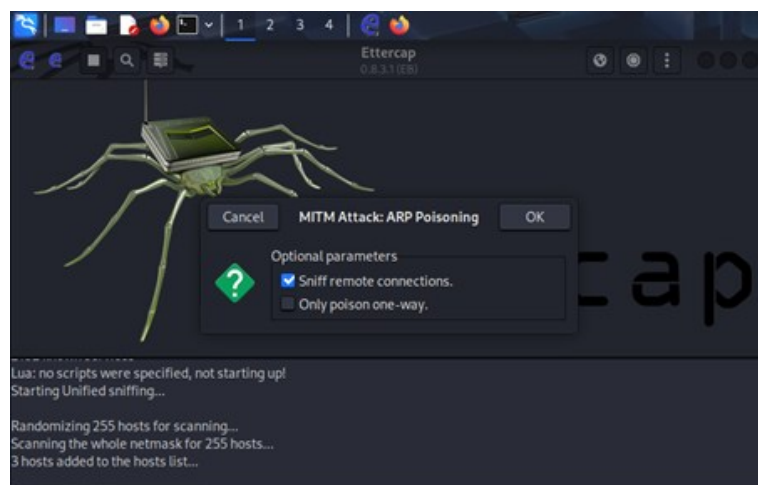 1 2 3 4
Ettercap
0.8.3.1 (EB)
Cancel MITM Attack: ARP Poisoning OK
Optional parameters
Sniff remote connections.
Only poison one-way.
cap
Lua: no scripts were specified, not starting up!
Starting Unified sniffing...
Randomizing 255 hosts for scanning...
Scanning the whole netmask for 255 hosts...
3 hosts added to the hosts list...